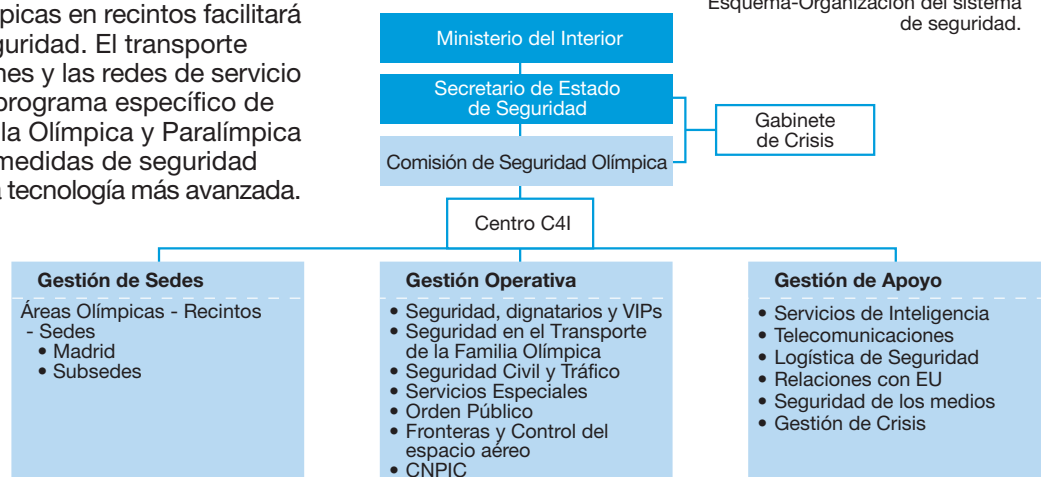 picas en recintos facilitará
guridad. El transporte
nes y las redes de servicio
programa específico de
la Olímpica y Paralímpica
medidas de seguridad
a tecnología más avanzada.
Esquema-Organización del sistema
de seguridad.
Ministerio del Interior
Secretario de Estado
de Seguridad
Gabinete
de Crisis
Comisión de Seguridad Olímpica
Centro C4I
Gestión de Sedes
Áreas Olímpicas - Recintos
- Sedes
• Madrid
• Subsedes
Gestión Operativa
• Seguridad, dignatarios y VIPs
• Seguridad en el Transporte
de la Familia Olímpica
• Seguridad Civil y Tráfico
• Servicios Especiales
• Orden Público
• Fronteras y Control del
espacio aéreo
• CNPIC
Gestión de Apoyo
• Servicios de Inteligencia
• Telecomunicaciones
• Logística de Seguridad
• Relaciones con EU
• Seguridad de los medios
• Gestión de Crisis